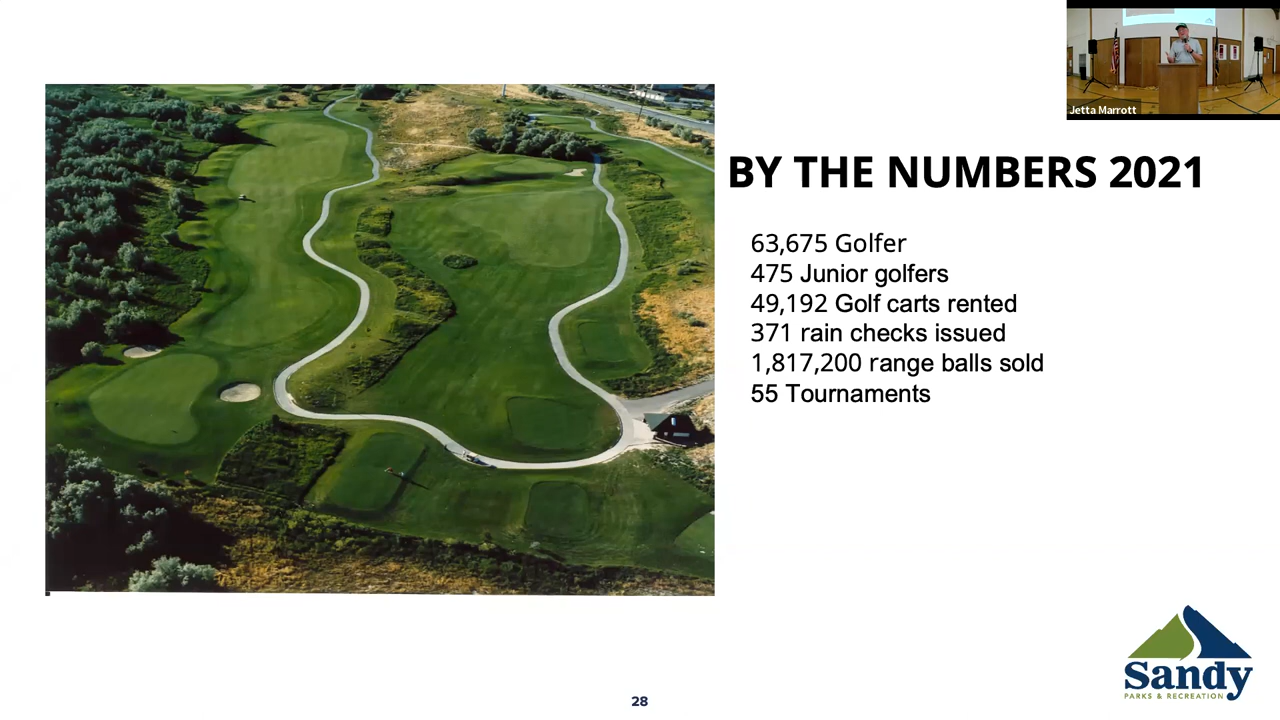 Jetta Marrott
BY THE NUMBERS 2021
63,675 Golfer
475 Junior golfers
49,192 Golf carts rented
371 rain checks issued
1,817,200 range balls sold
55 Tournaments
Sandy
PARKS & RECREATION
28